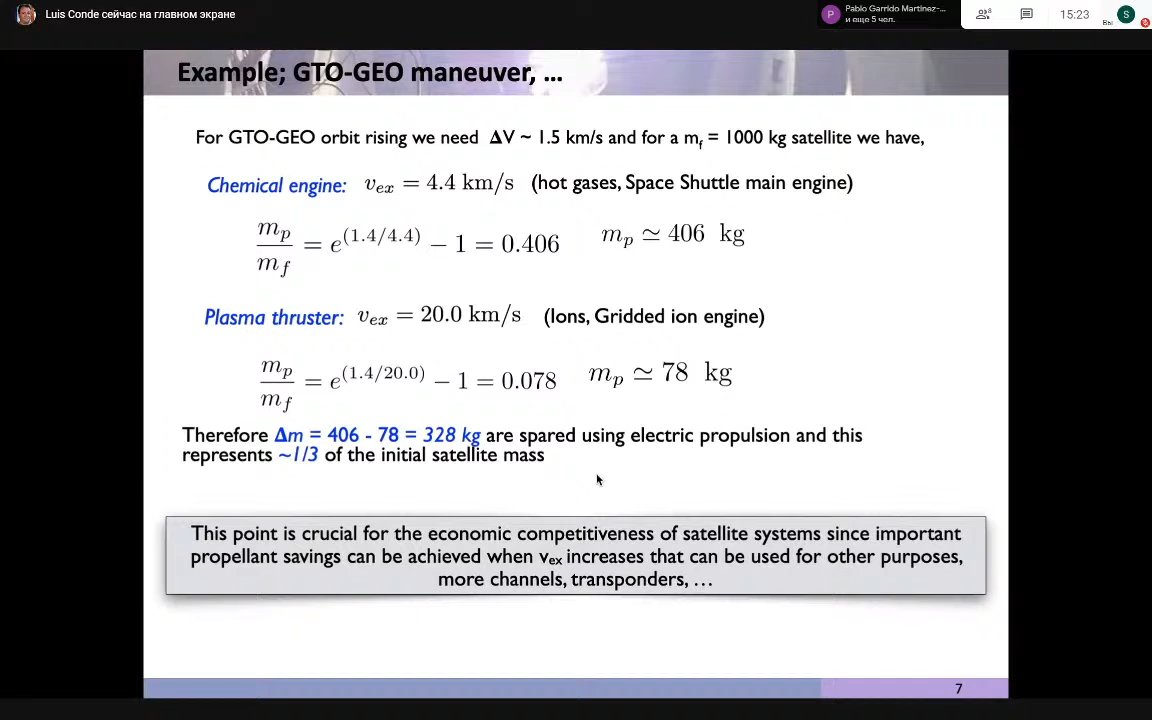 Luis Conde сейчас на главном экране
P Pablo Garrido Martinez-...
и еще 5 чел.
8
15:23
Вы
S
Example; GTO-GEO maneuver, ...
For GTO-GEO orbit rising we need ΔV ~ 1.5 km/s and for a m_f = 1000 kg satellite we have,
Chemical engine: v_ex = 4.4 km/s (hot gases, Space Shuttle main engine)
m_p/m_f = e^(1.4/4.4) − 1 = 0.406 m_p ≃ 406 kg
Plasma thruster: v_ex = 20.0 km/s (Ions, Gridded ion engine)
m_p/m_f = e^(1.4/20.0) − 1 = 0.078 m_p ≃ 78 kg
Therefore Δm = 406 - 78 = 328 kg are spared using electric propulsion and this
represents ~1/3 of the initial satellite mass
This point is crucial for the economic competitiveness of satellite systems since important
propellant savings can be achieved when v_ex increases that can be used for other purposes,
more channels, transponders, ...
7